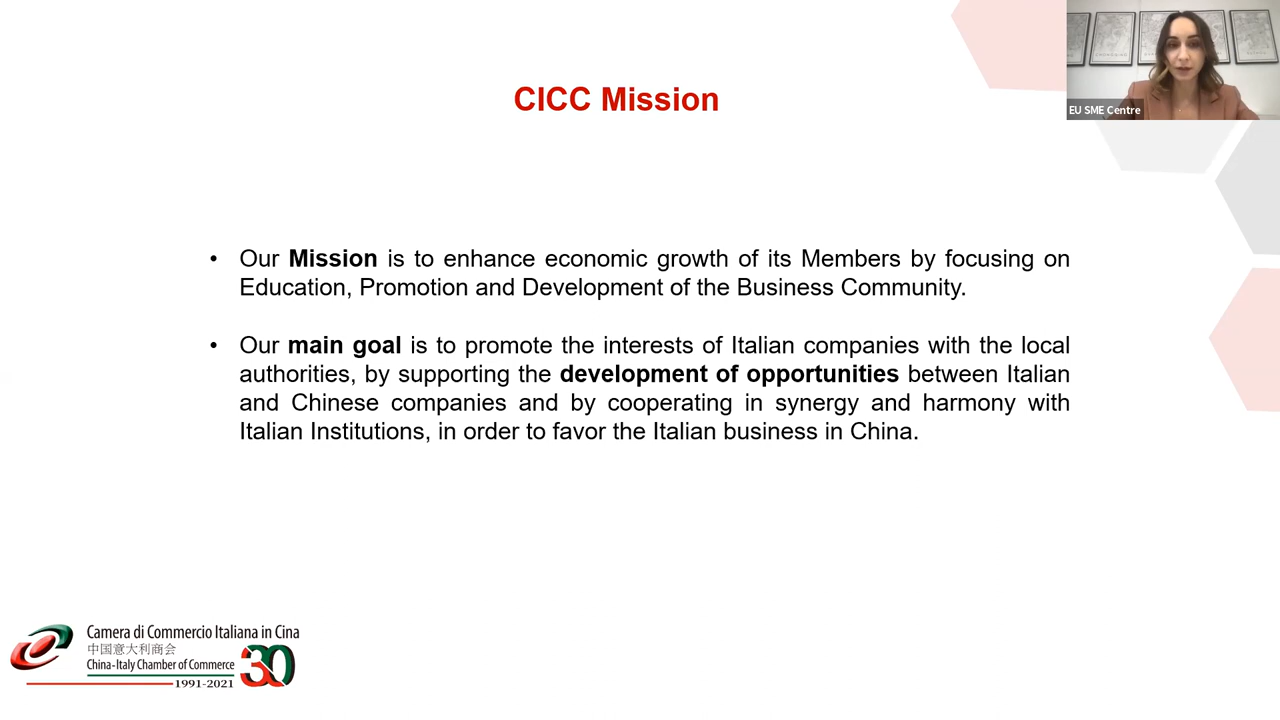 CICC Mission
EU SME Centre
• Our Mission is to enhance economic growth of its Members by focusing on
Education, Promotion and Development of the Business Community.
• Our main goal is to promote the interests of Italian companies with the local
authorities, by supporting the development of opportunities between Italian
and Chinese companies and by cooperating in synergy and harmony with
Italian Institutions, in order to favor the Italian business in China.
Camera di Commercio Italiana in Cina
中国意大利商会
China-Italy Chamber of Commerce
30
1991-2021